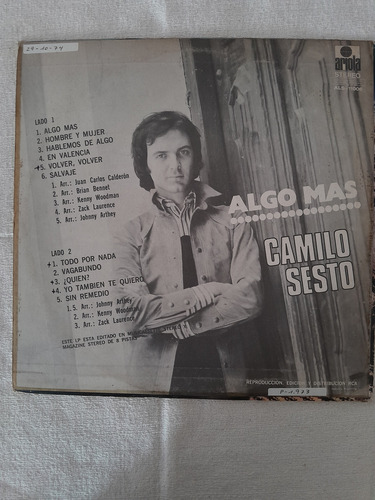 29-10-74
ariola
STEREO
LADO 1
1. ALGO MAS
2. HOMBRE Y MUJER
3. HABLEMOS DE ALGO
4. EN VALENCIA
5. VOLVER, VOLVER
6. SALVAJE
1. Arr.: Juan Carlos Calderón
2. Arr.: Brian Bennet
3. Arr.: Kenny Woodman
4. Arr.: Zack Laurence
5. Arr.: Johnny Arthey
ALGO MAS
CAMILO
SESTO
LADO 2
1. TODO POR NADA
2. VAGABUNDO
3. ¿QUIEN?
4. YO TAMBIEN TE QUIERO
5. SIN REMEDIO
1. 5. Arr.: Johnny Arthey
2. Arr.: Kenny Woodman
3. Arr.: Zack Laurence
ESTE LP ESTA EDITADO EN
MAGAZINE STEREO DE 8 PISTAS
REPRODUCCION, EDICION Y DISTRIBUCION RCA